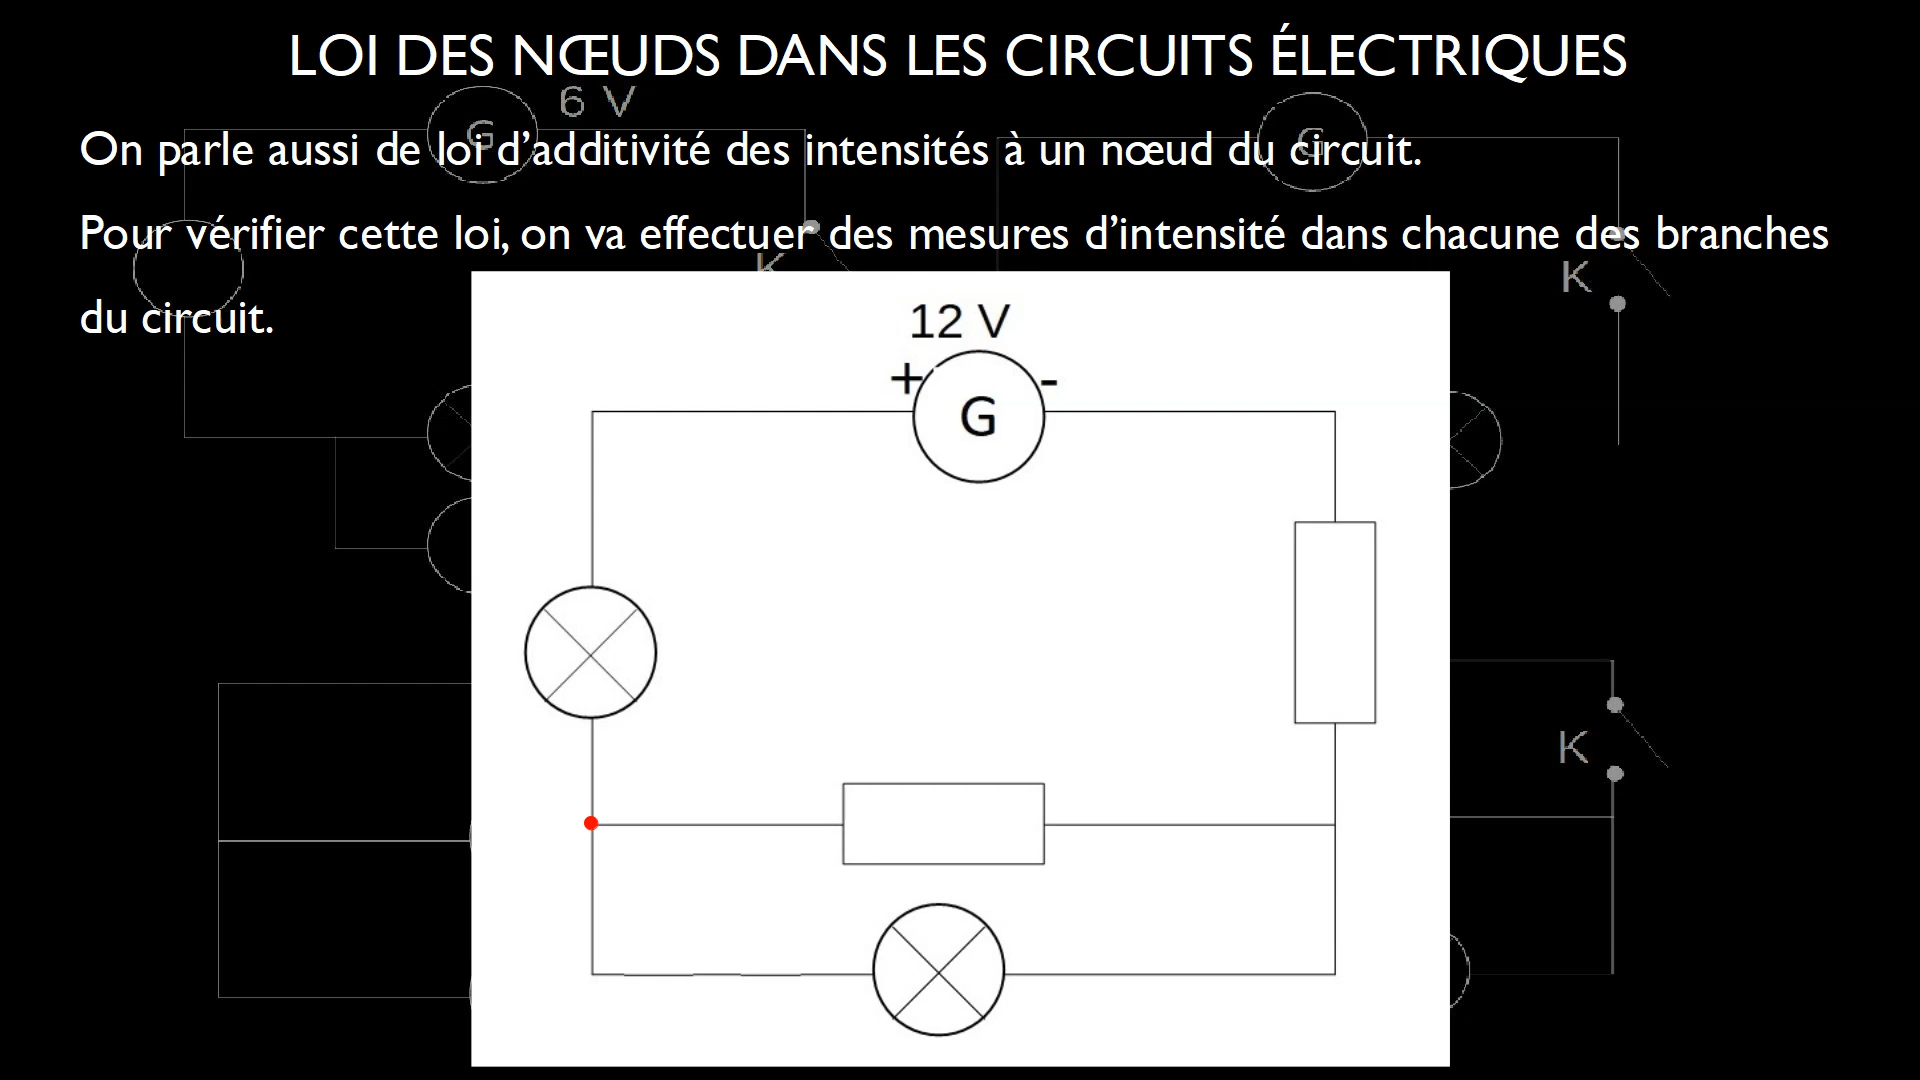 LOI DES NŒUDS DANS LES CIRCUITS ÉLECTRIQUES
6 V
G
G
On parle aussi de loi d’additivité des intensités à un nœud du circuit.
Pour vérifier cette loi, on va effectuer des mesures d’intensité dans chacune des branches
K
K
du circuit.
12 V
+
-
G
K